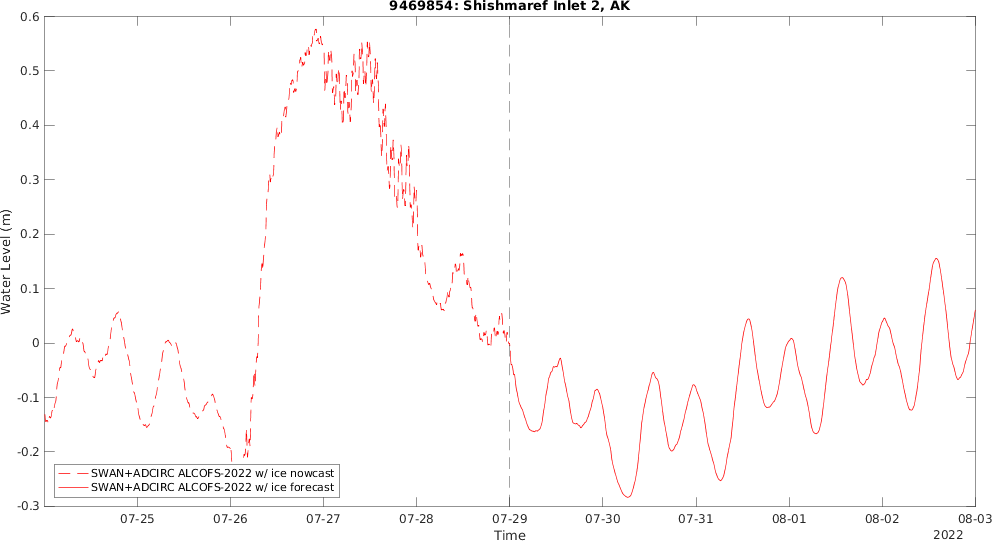 9469854: Shishmaref Inlet 2, AK
0.6
0.5
0.4
0.3
0.2
0.1
0
-0.1
-0.2
-0.3
Water Level (m)
SWAN+ADCIRC ALCOFS-2022 w/ ice nowcast
SWAN+ADCIRC ALCOFS-2022 w/ ice forecast
07-25 07-26 07-27 07-28 07-29 07-30 07-31 08-01 08-02 08-03
Time
2022